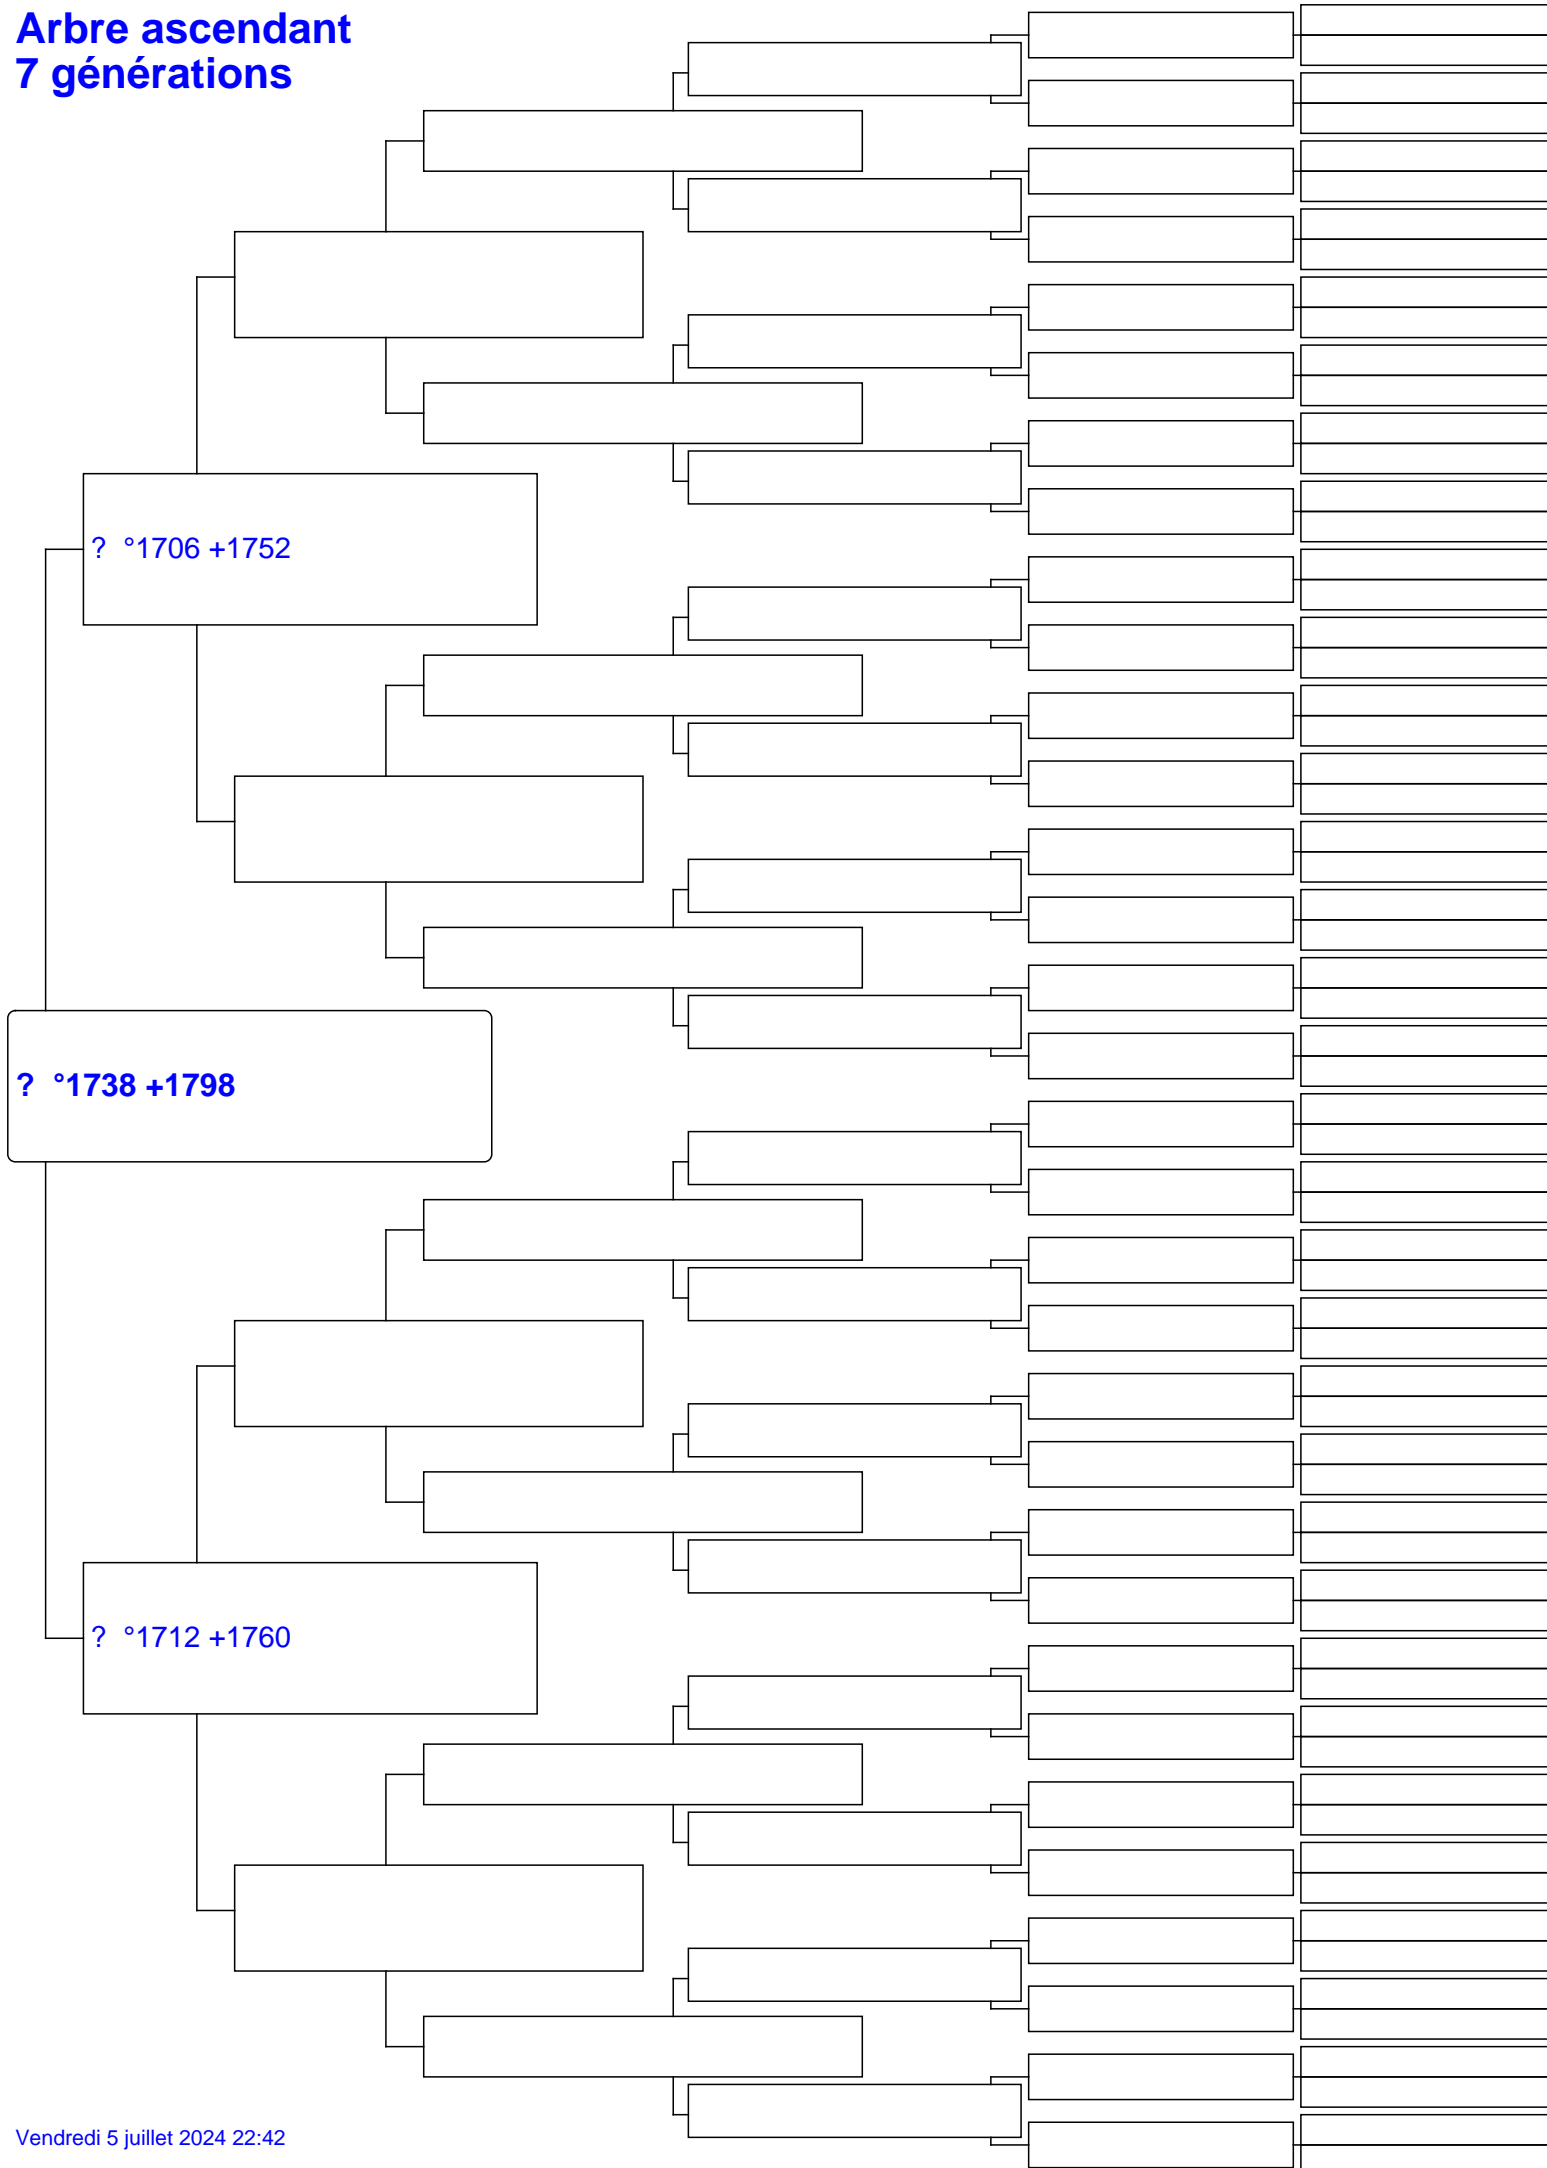 Arbre ascendant
7 générations
? °1706 +1752
? °1738 +1798
? °1712 +1760
Vendredi 5 juillet 2024 22:42